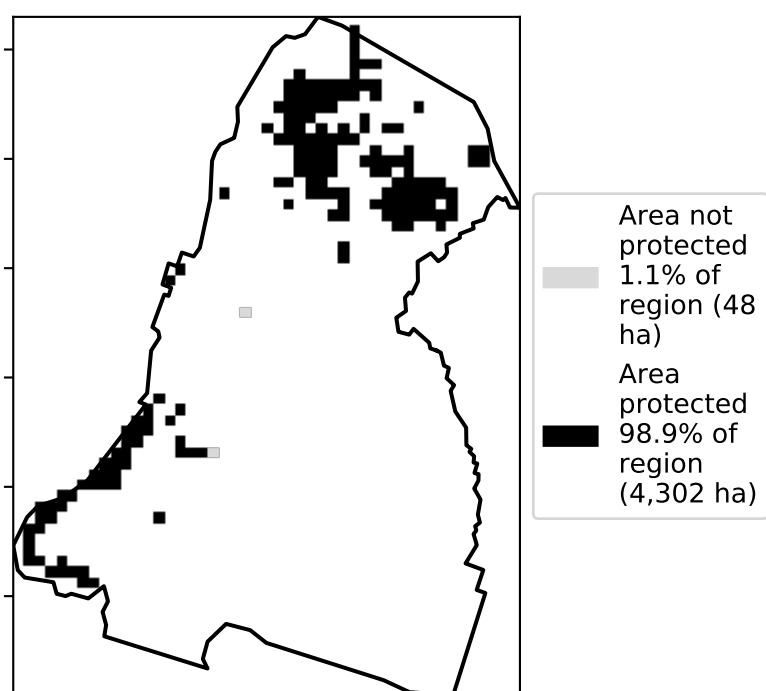 Area not
protected
1.1% of
region (48
ha)
Area
protected
98.9% of
region
(4,302 ha)